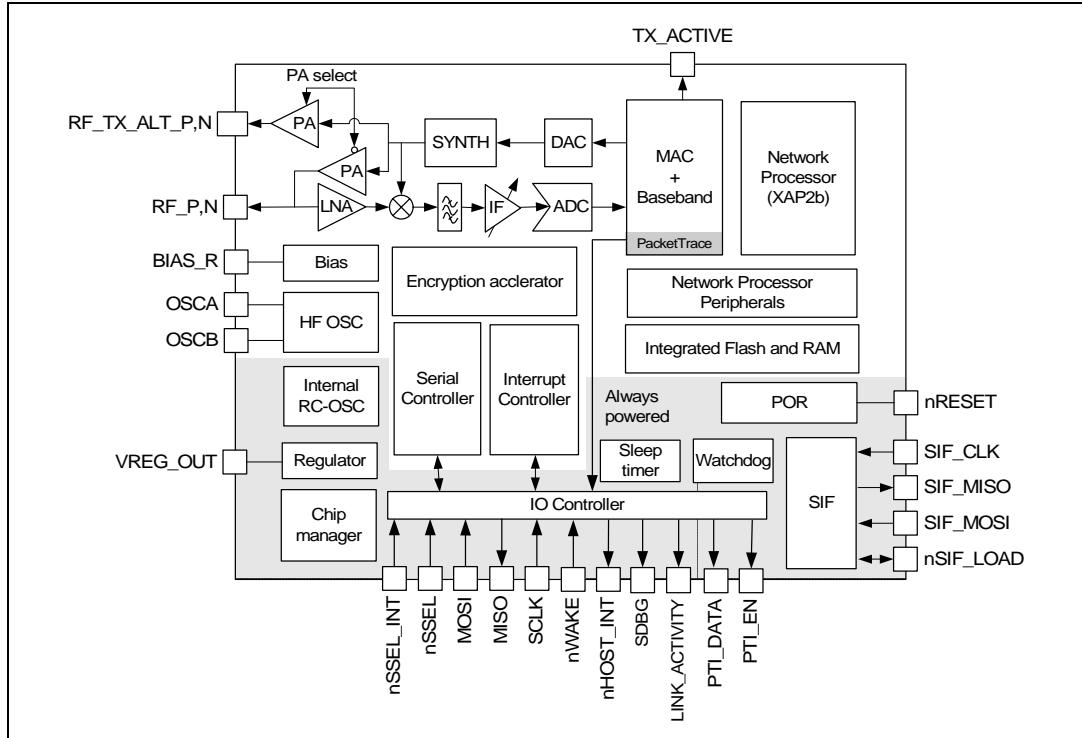 TX_ACTIVE
PA select
RF_TX_ALT_P,N
PA
SYNTH
DAC
MAC
+
Baseband
Network
Processor
(XAP2b)
PA
RF_P,N
LNA
IF
ADC
PacketTrace
BIAS_R
Bias
Encryption acclerator
Network Processor
Peripherals
OSCA
HF OSC
OSCB
Integrated Flash and RAM
Serial
Controller
Interrupt
Controller
Internal
RC-OSC
Always
powered
POR
nRESET
VREG_OUT
Regulator
Sleep
timer
Watchdog
SIF
SIF_CLK
SIF_MISO
SIF_MOSI
nSIF_LOAD
IO Controller
Chip
manager
nSSEL_INT
nSSEL
MOSI
MISO
SCLK
nWAKE
nHOST_INT
SDBG
LINK_ACTIVITY
PTI_DATA
PTI_EN